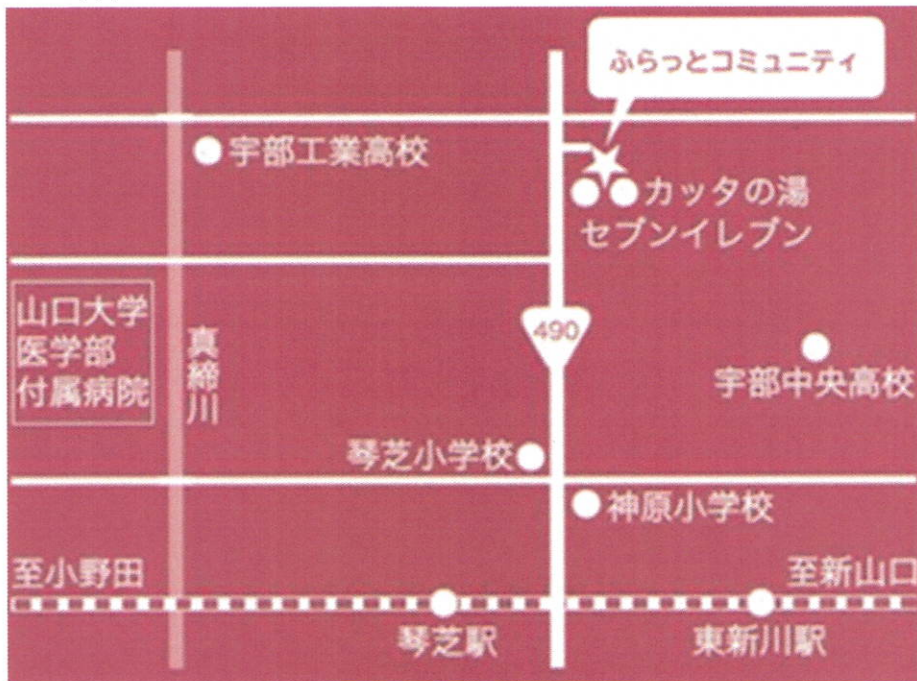 ふらっとコミュニティ
宇部工業高校
カッタの湯
セブンイレブン
山口大学
医学部
付属病院
真締川
490
宇部中央高校
琴芝小学校
神原小学校
至小野田
至新山口
琴芝駅
東新川駅